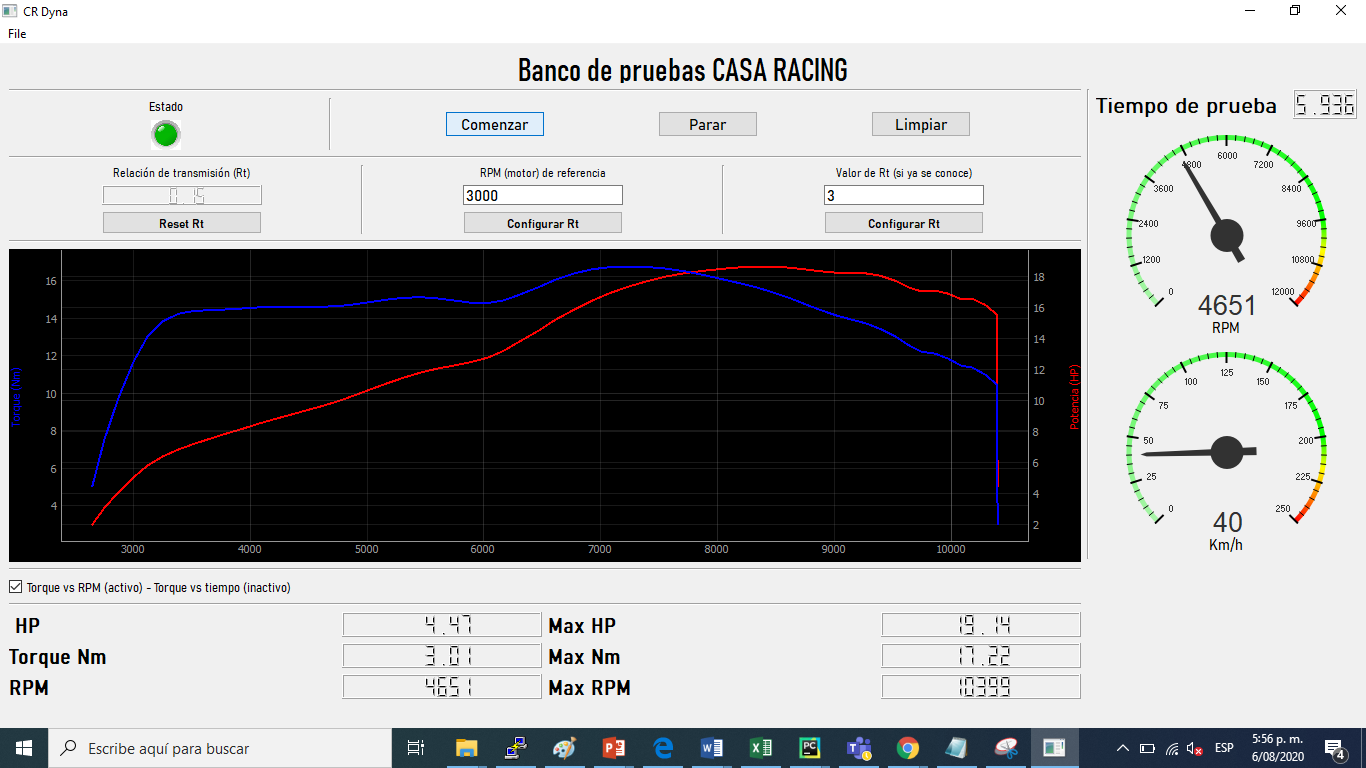 CR Dyna
File
Banco de pruebas CASA RACING
Estado
Comenzar
Parar
Limpiar
Tiempo de prueba
5.936
Relación de transmisión (Rt)
0.15
Reset Rt
RPM (motor) de referencia
3000
Configurar Rt
Valor de Rt (si ya se conoce)
3
Configurar Rt
0
1200
2400
3600
4800
6000
7200
8400
9600
10800
12000
4651
RPM
Torque (Nm)
16
14
12
10
8
6
4
18
16
14
12
10
8
6
4
2
Potencia (HP)
3000 4000 5000 6000 7000 8000 9000 10000
0
25
50
75
100
125
150
175
200
225
250
40
Km/h
Torque vs RPM (activo) - Torque vs tiempo (inactivo)
HP 4.47 Max HP 19.14
Torque Nm 3.01 Max Nm 17.22
RPM 4651 Max RPM 10399
Escribe aquí para buscar
ESP
5:56 p. m.
6/08/2020
4